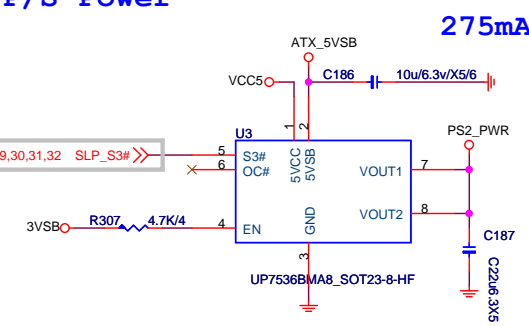 275mA
ATX_5VSB
VCC5
C186
10u/6.3v/X5/6
U3
PS2_PWR
9,30,31,32 SLP_S3#
1
2
5
S3#
6
OC#
5VCC
5VSB
VOUT1
7
VOUT2
8
3VSB
R307
4.7K/4
4
EN
GND
3
C187
C22u6.3X5
UP7536BMA8_SOT23-8-HF